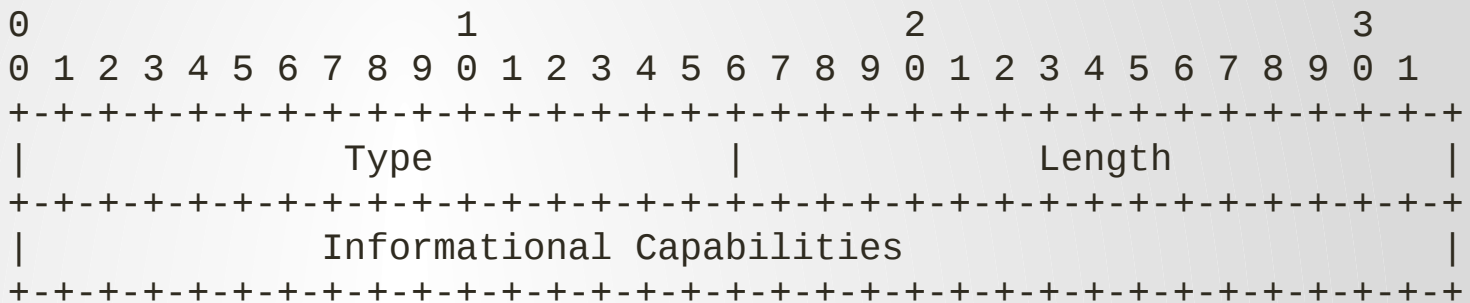 0                   1                   2                   3
0 1 2 3 4 5 6 7 8 9 0 1 2 3 4 5 6 7 8 9 0 1 2 3 4 5 6 7 8 9 0 1
+-+-+-+-+-+-+-+-+-+-+-+-+-+-+-+-+-+-+-+-+-+-+-+-+-+-+-+-+-+-+-+-+
|              Type             |             Length            |
+-+-+-+-+-+-+-+-+-+-+-+-+-+-+-+-+-+-+-+-+-+-+-+-+-+-+-+-+-+-+-+-+
|             Informational Capabilities                        |
+-+-+-+-+-+-+-+-+-+-+-+-+-+-+-+-+-+-+-+-+-+-+-+-+-+-+-+-+-+-+-+-+